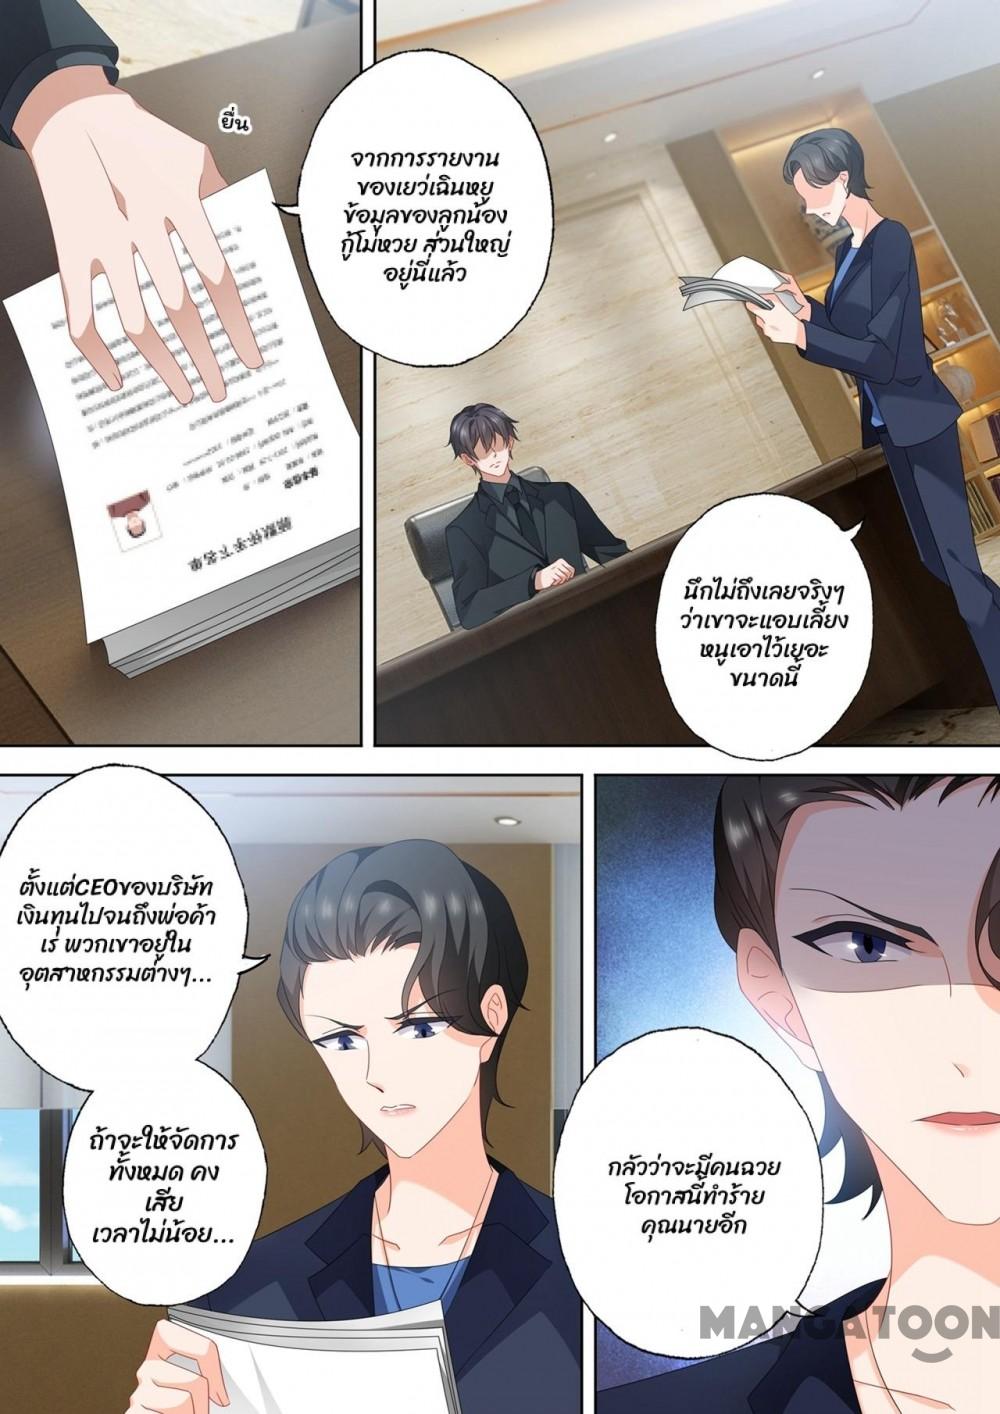 ยื่น
จากการรายงาน
ของเยว่เฉินหยู
ข้อมูลของลูกน้อง
กู้โม่หวย ส่วนใหญ่
อยู่นี่แล้ว
นึกไม่ถึงเลยจริงๆ
ว่าเขาจะแอบเลี้ยง
หนูเอาไว้เยอะ
ขนาดนี้
ตั้งแต่CEOของบริษัท
เงินทุนไปจนถึงพ่อค้า
เร่ พวกเขาอยู่ใน
อุตสาหกรรมต่างๆ...
ถ้าจะให้จัดการ
ทั้งหมด คง
เสีย
เวลาไม่น้อย...
กลัวว่าจะมีคนฉวย
โอกาสนี้ทำร้าย
คุณนายอีก
MANGATOON